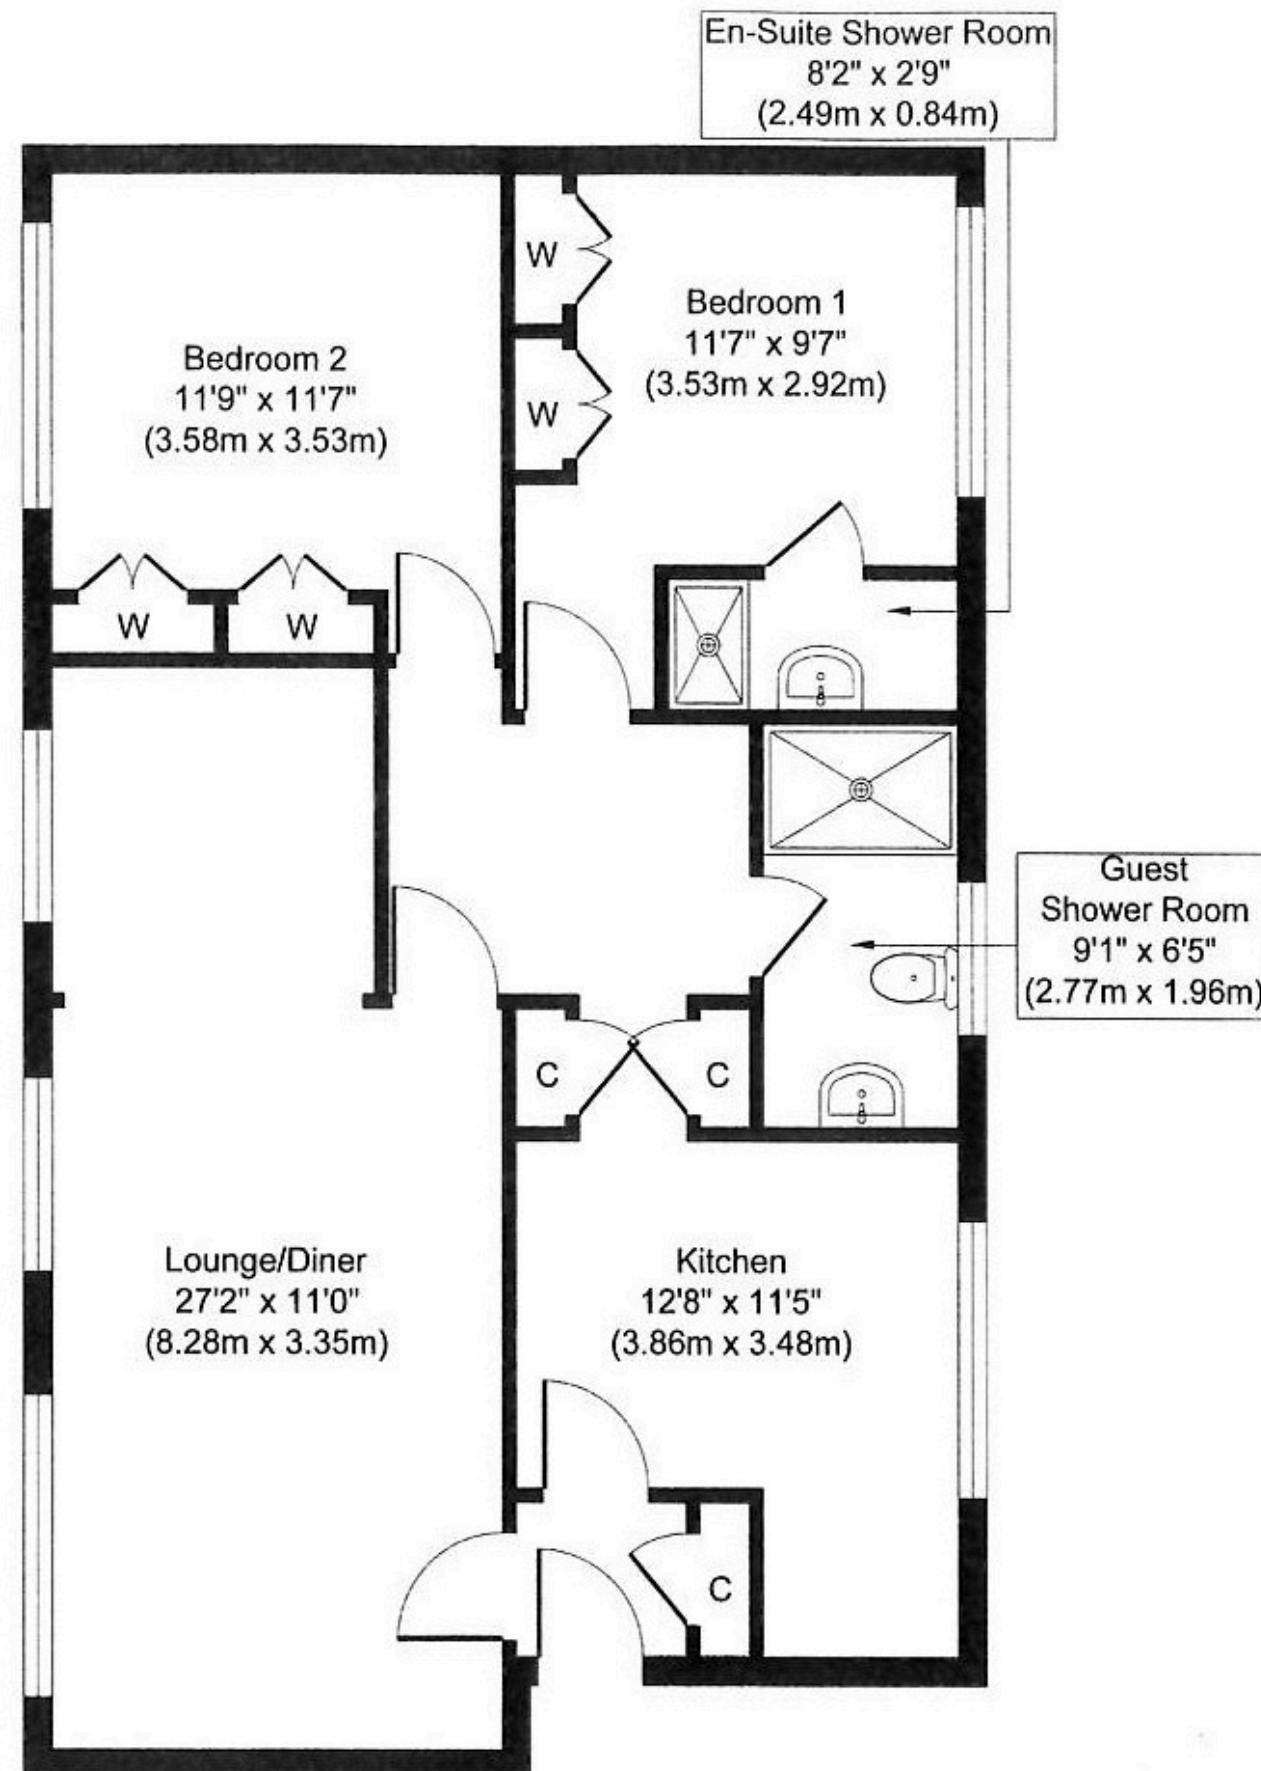 En-Suite Shower Room
8'2" x 2'9"
(2.49m x 0.84m)
W
Bedroom 1
11'7" x 9'7"
(3.53m x 2.92m)
Bedroom 2
11'9" x 11'7"
(3.58m x 3.53m)
W
W
W
Guest
Shower Room
9'1" x 6'5"
(2.77m x 1.96m)
C
C
Lounge/Diner
27'2" x 11'0"
(8.28m x 3.35m)
Kitchen
12'8" x 11'5"
(3.86m x 3.48m)
C